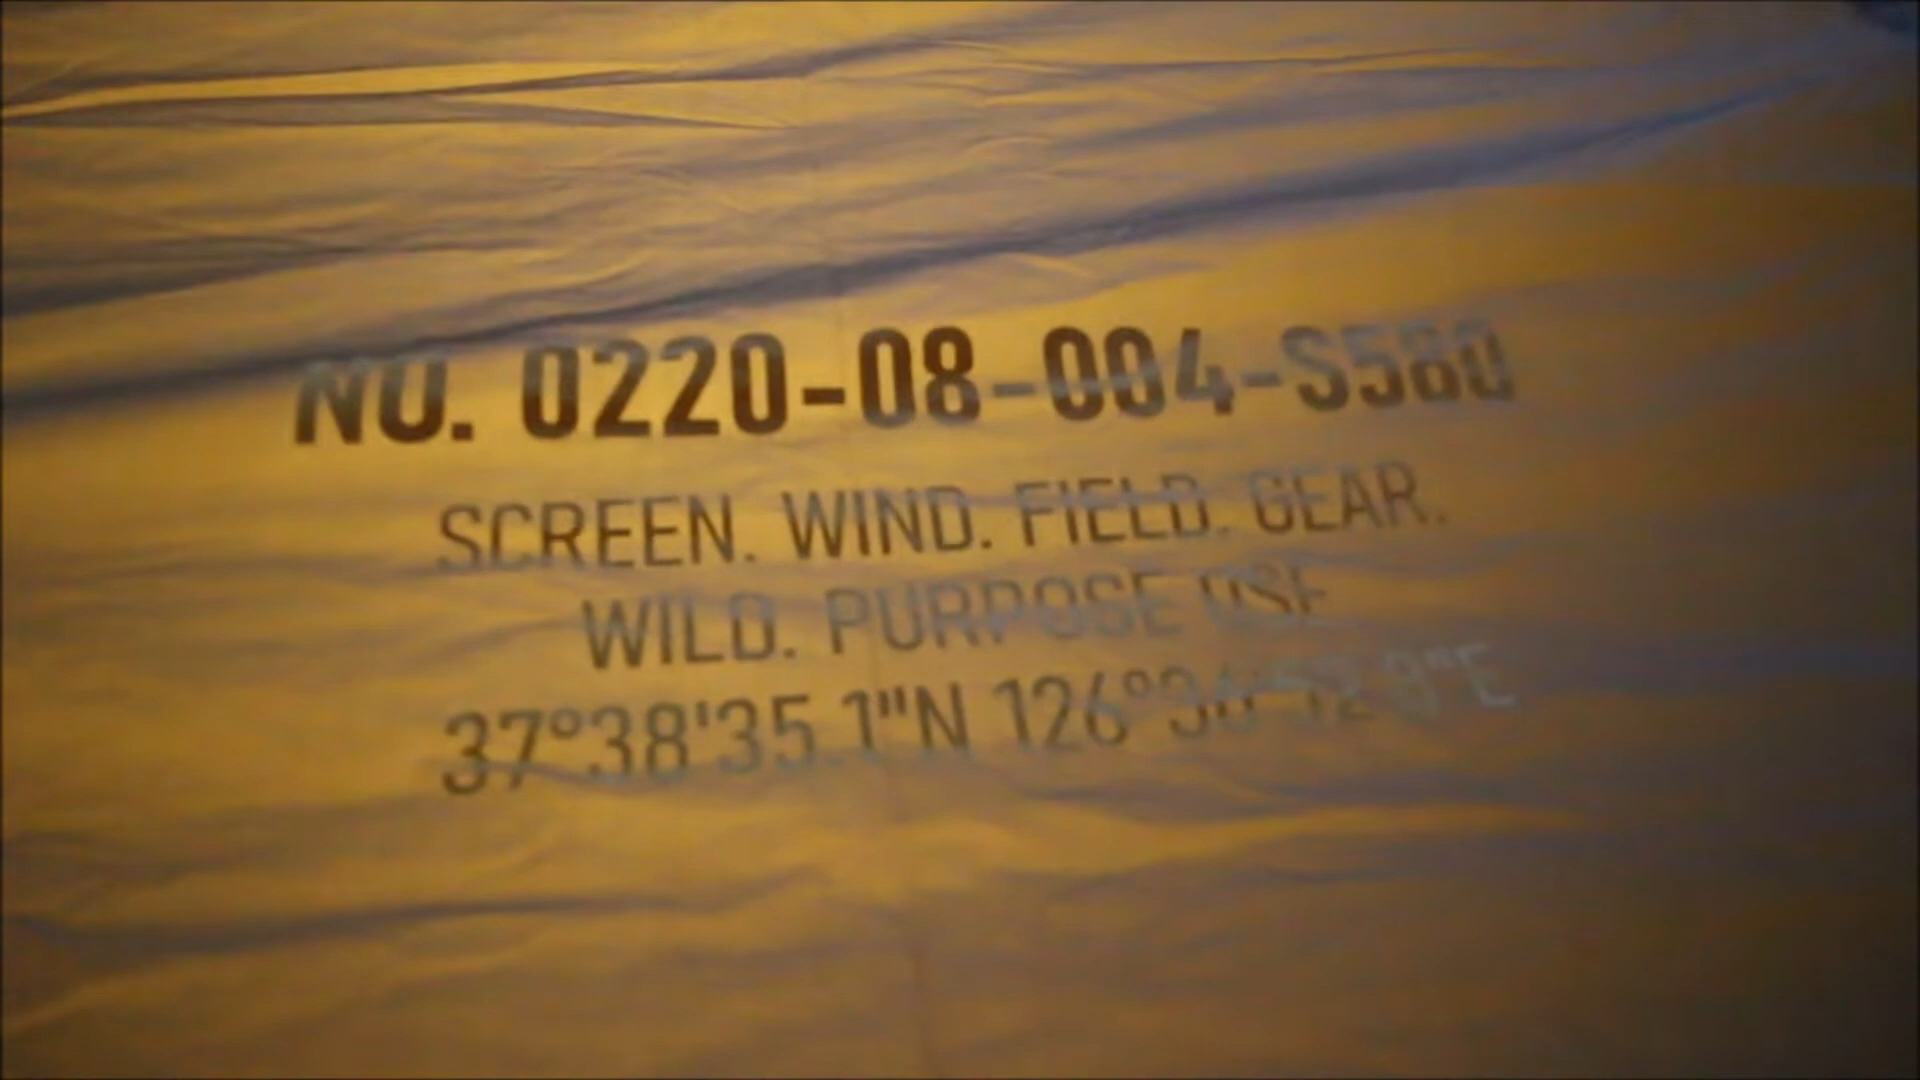 NO. 0220-08-004-S580
SCREEN. WIND. FIELD. GEAR.
WILD. PURPOSE USE
37°38'35.1"N